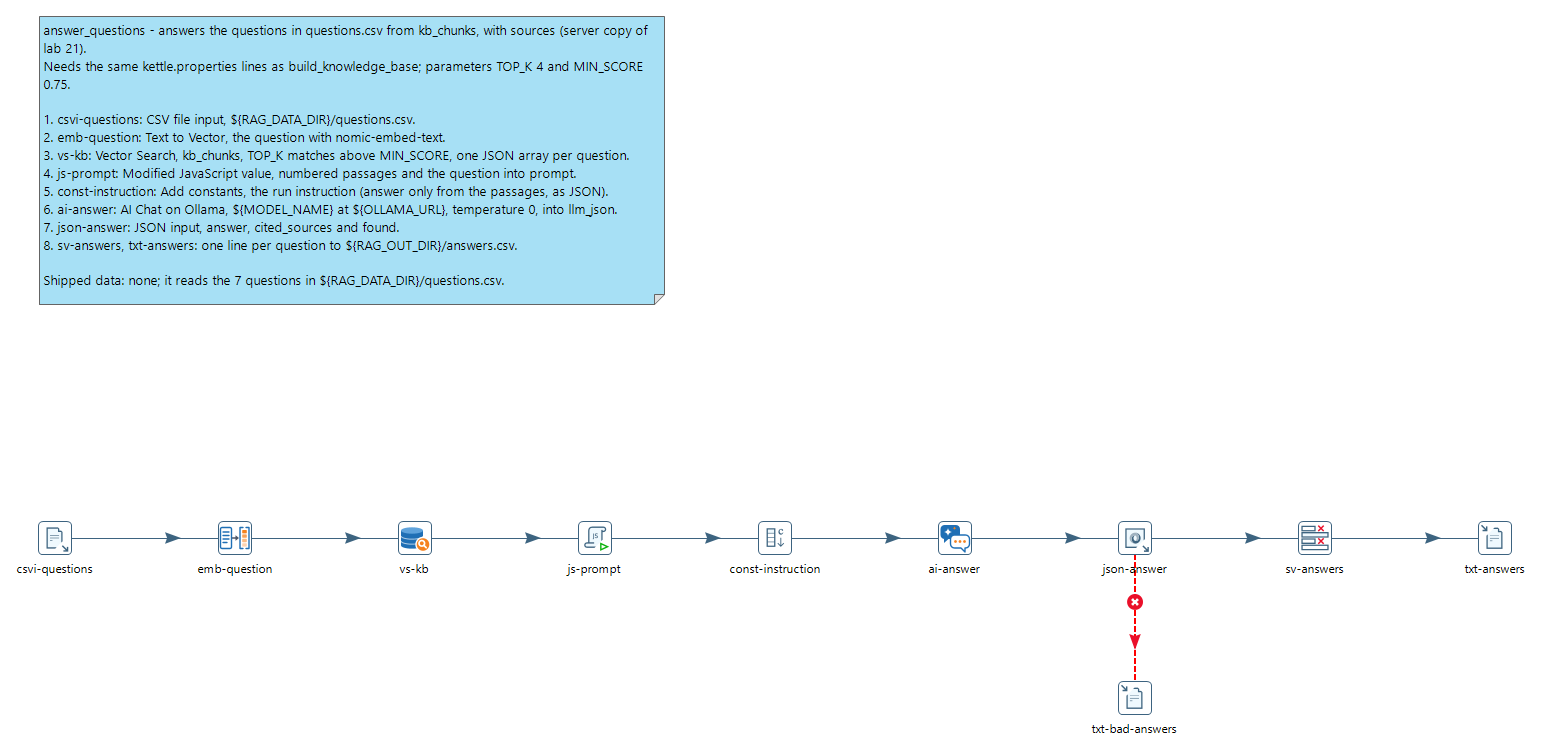 answer_questions - answers the questions in questions.csv from kb_chunks, with sources (server copy of
lab 21).
Needs the same kettle.properties lines as build_knowledge_base; parameters TOP_K 4 and MIN_SCORE
0.75.
1. csvi-questions: CSV file input, ${RAG_DATA_DIR}/questions.csv.
2. emb-question: Text to Vector, the question with nomic-embed-text.
3. vs-kb: Vector Search, kb_chunks, TOP_K matches above MIN_SCORE, one JSON array per question.
4. js-prompt: Modified JavaScript value, numbered passages and the question into prompt.
5. const-instruction: Add constants, the run instruction (answer only from the passages, as JSON).
6. ai-answer: AI Chat on Ollama, ${MODEL_NAME} at ${OLLAMA_URL}, temperature 0, into llm_json.
7. json-answer: JSON input, answer, cited_sources and found.
8. sv-answers, txt-answers: one line per question to ${RAG_OUT_DIR}/answers.csv.
Shipped data: none; it reads the 7 questions in ${RAG_DATA_DIR}/questions.csv.
csvi-questions
emb-question
vs-kb
js-prompt
const-instruction
ai-answer
json-answer
sv-answers
txt-answers
txt-bad-answers